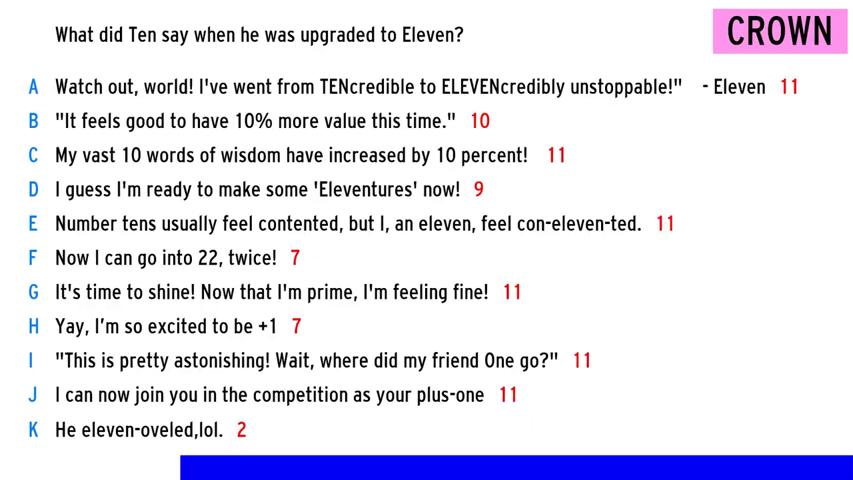 What did Ten say when he was upgraded to Eleven?
CROWN
A Watch out, world! I've went from TENcredible to ELEVENcredibly unstoppable!" - Eleven 11
B "It feels good to have 10% more value this time." 10
C My vast 10 words of wisdom have increased by 10 percent! 11
D I guess I'm ready to make some 'Eleventures' now! 9
E Number tens usually feel contented, but I, an eleven, feel con-eleven-ted. 11
F Now I can go into 22, twice! 7
G It's time to shine! Now that I'm prime, I'm feeling fine! 11
H Yay, I’m so excited to be +1 7
I "This is pretty astonishing! Wait, where did my friend One go?" 11
J I can now join you in the competition as your plus-one 11
K He eleven-oveled,lol. 2